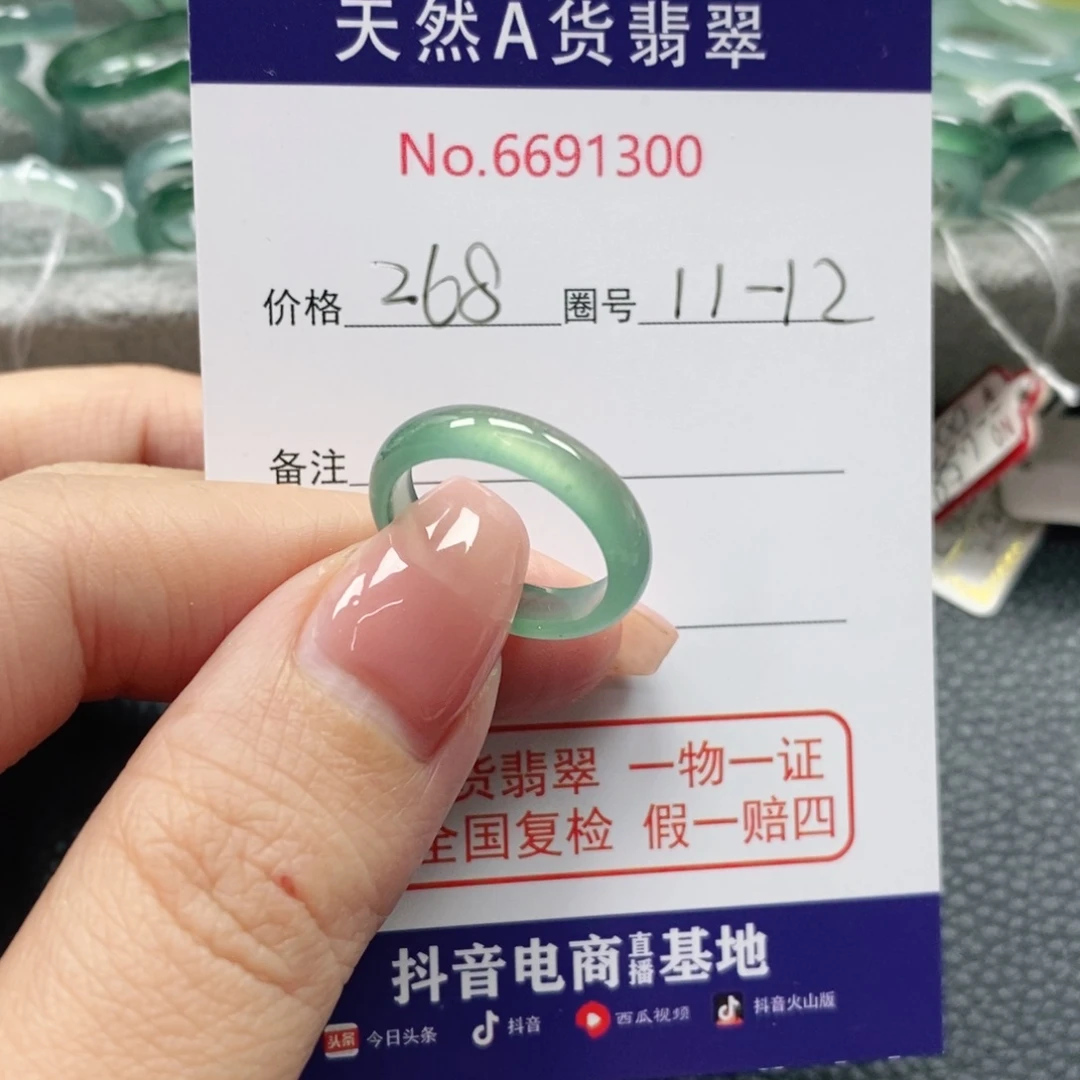 天然A货翡翠
No.6691300
价格 268 圈号 11-12
备注
货翡翠 一物一证
全国复检 假一赔四
抖音电商直播基地
头条 今日头条 抖音 西瓜视频 抖音火山版